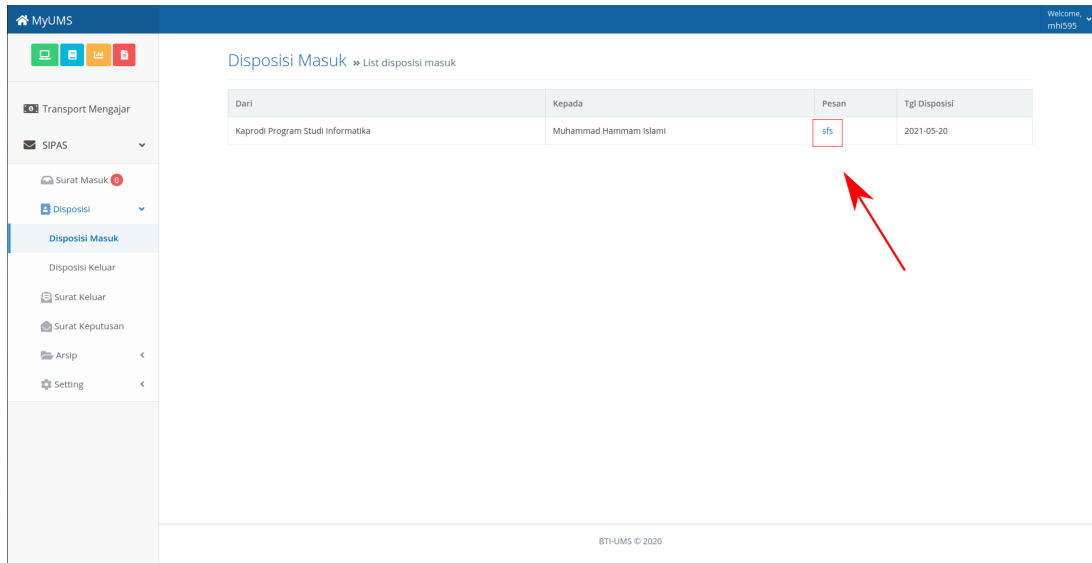 MyUMS
Welcome,
mhi595
Disposisi Masuk » List disposisi masuk
Transport Mengajar
SIPAS
Surat Masuk 0
Disposisi
Disposisi Masuk
Disposisi Keluar
Surat Keluar
Surat Keputusan
Arsip
Setting
Dari Kepada Pesan Tgl Disposisi
Kaprodi Program Studi Informatika Muhammad Hammam Islami sfs 2021-05-20
BTI-UMS © 2020